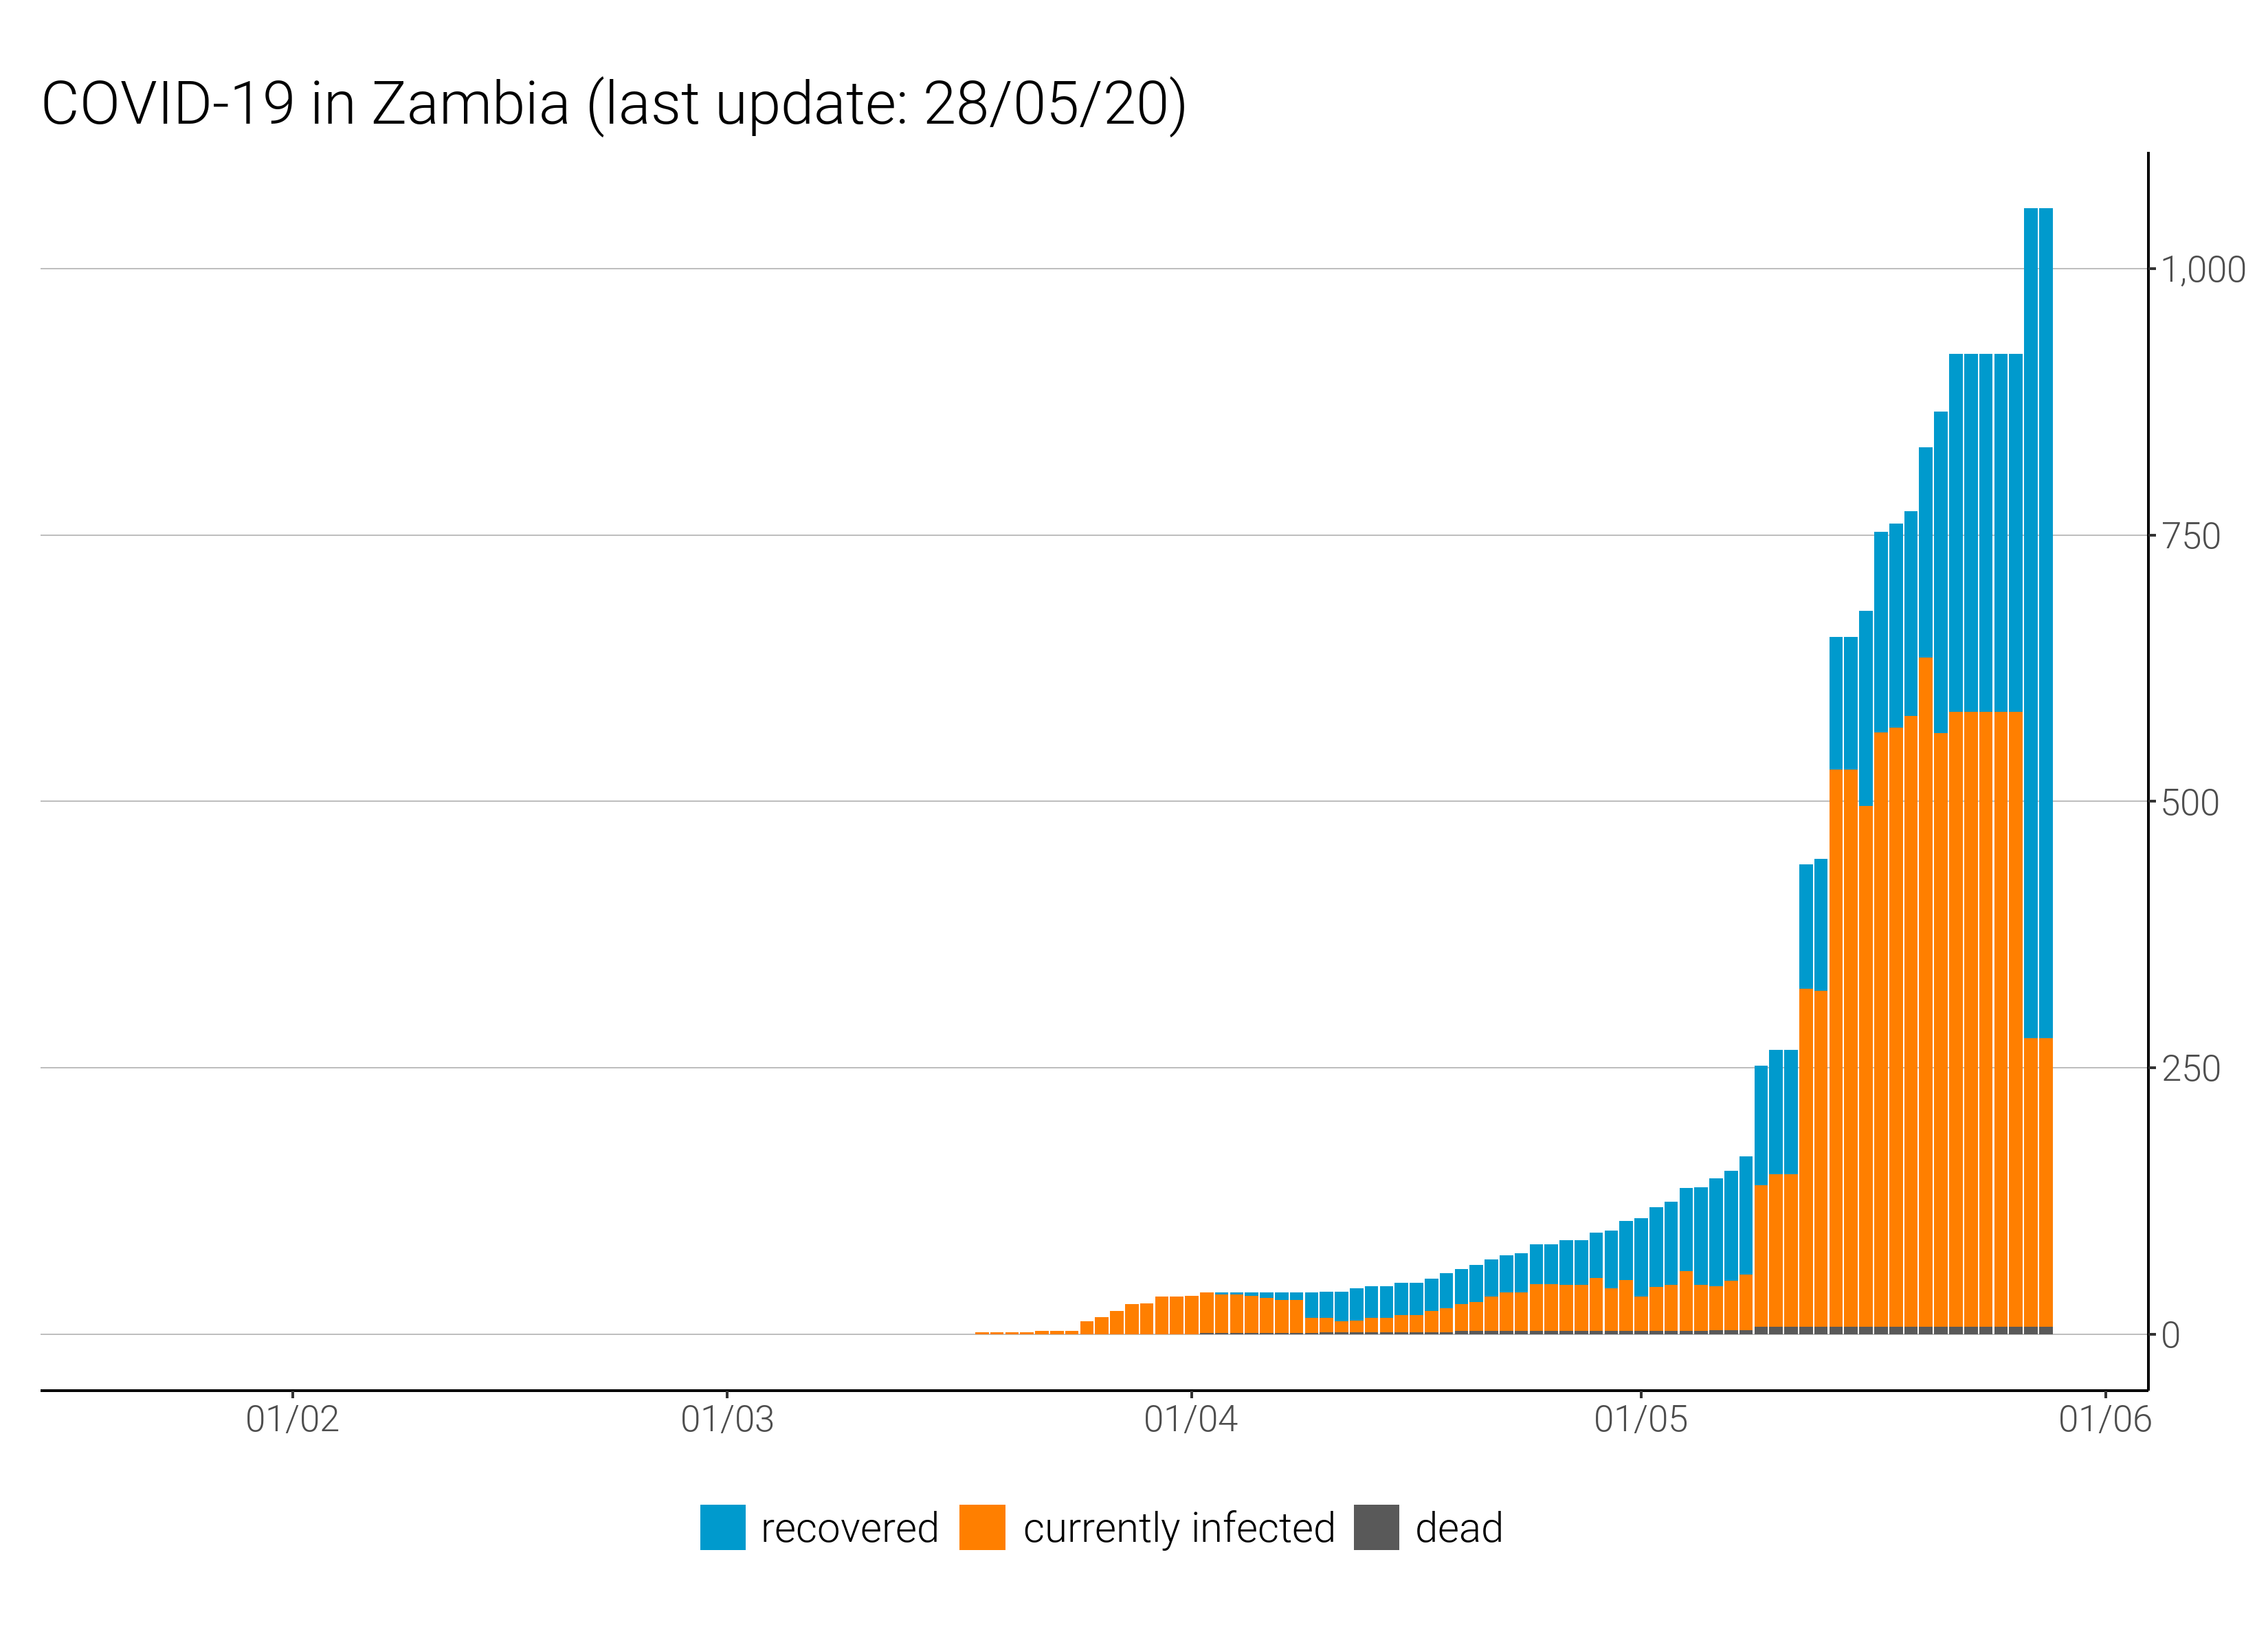 COVID-19 in Zambia (last update: 28/05/20)
1,000
750
500
250
0
01/02 01/03 01/04 01/05 01/06
recovered currently infected dead